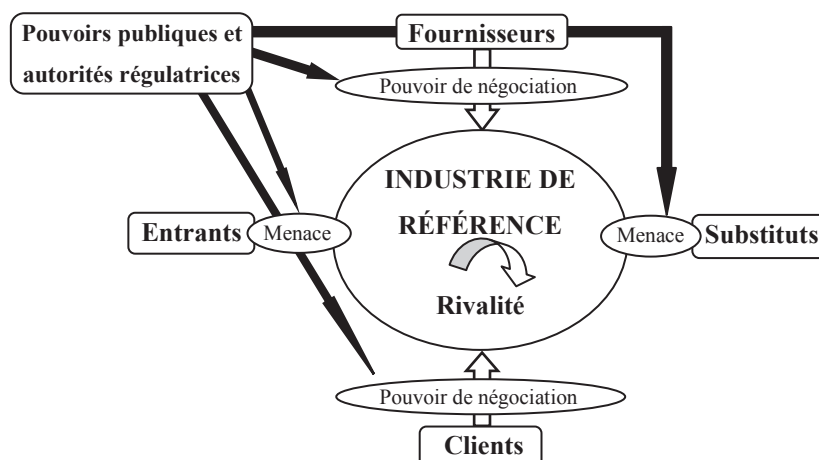 Pouvoirs publiques et
autorités régulatrices
Fournisseurs
Pouvoir de négociation
INDUSTRIE DE
RÉFÉRENCE
Rivalité
Entrants
Menace
Menace
Substituts
Pouvoir de négociation
Clients